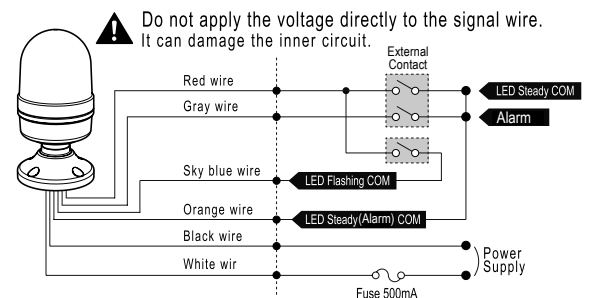 Do not apply the voltage directly to the signal wire.
It can damage the inner circuit.
External
Contact
Red wire
LED Steady COM
Gray wire
Alarm
Sky blue wire
LED Flashing COM
Orange wire
LED Steady(Alarm) COM
Black wire
Power
Supply
White wir
Fuse 500mA